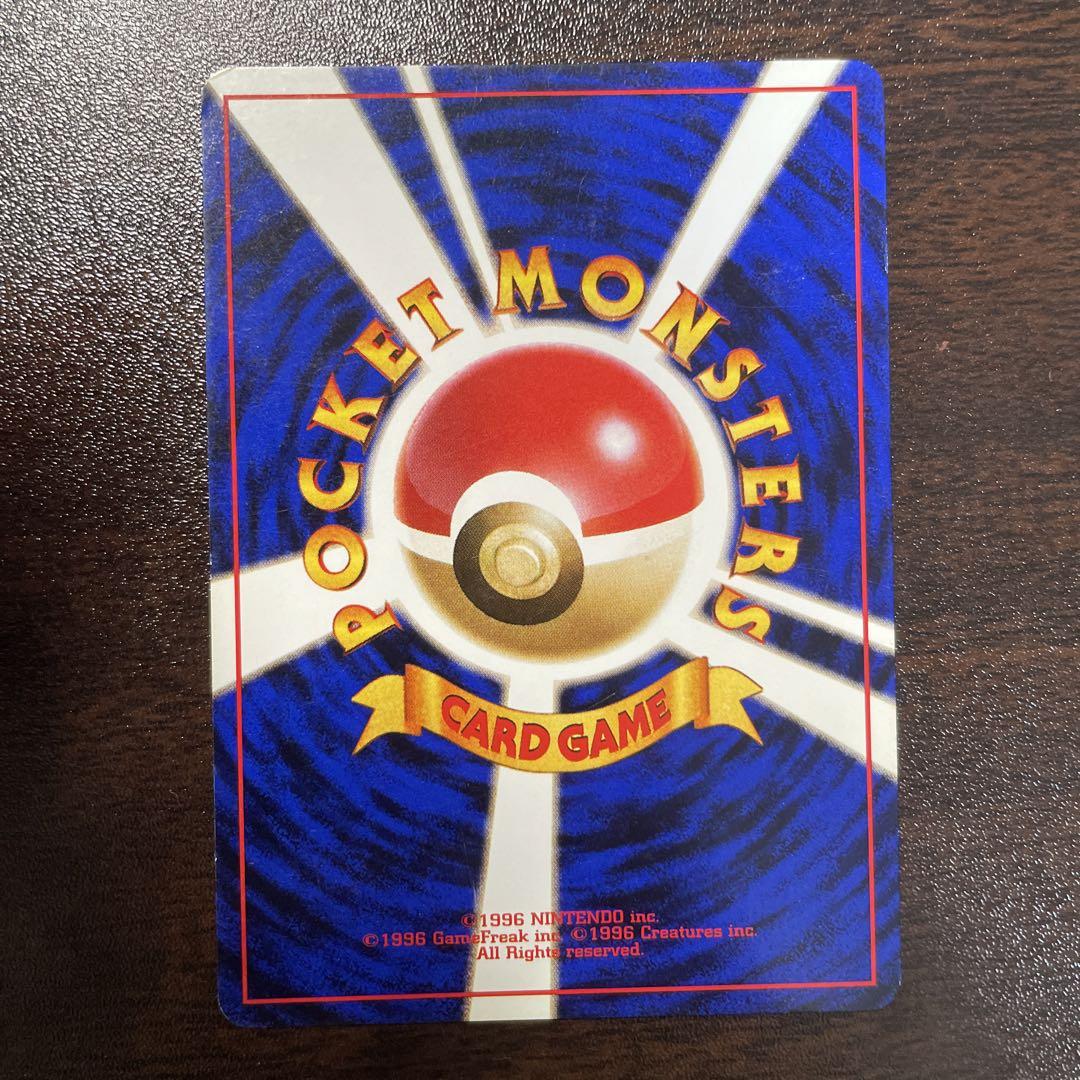 POCKET MONSTERS
CARD GAME
©1996 NINTENDO inc.
©1996 GameFreak inc. ©1996 Creatures inc.
All Rights reserved.